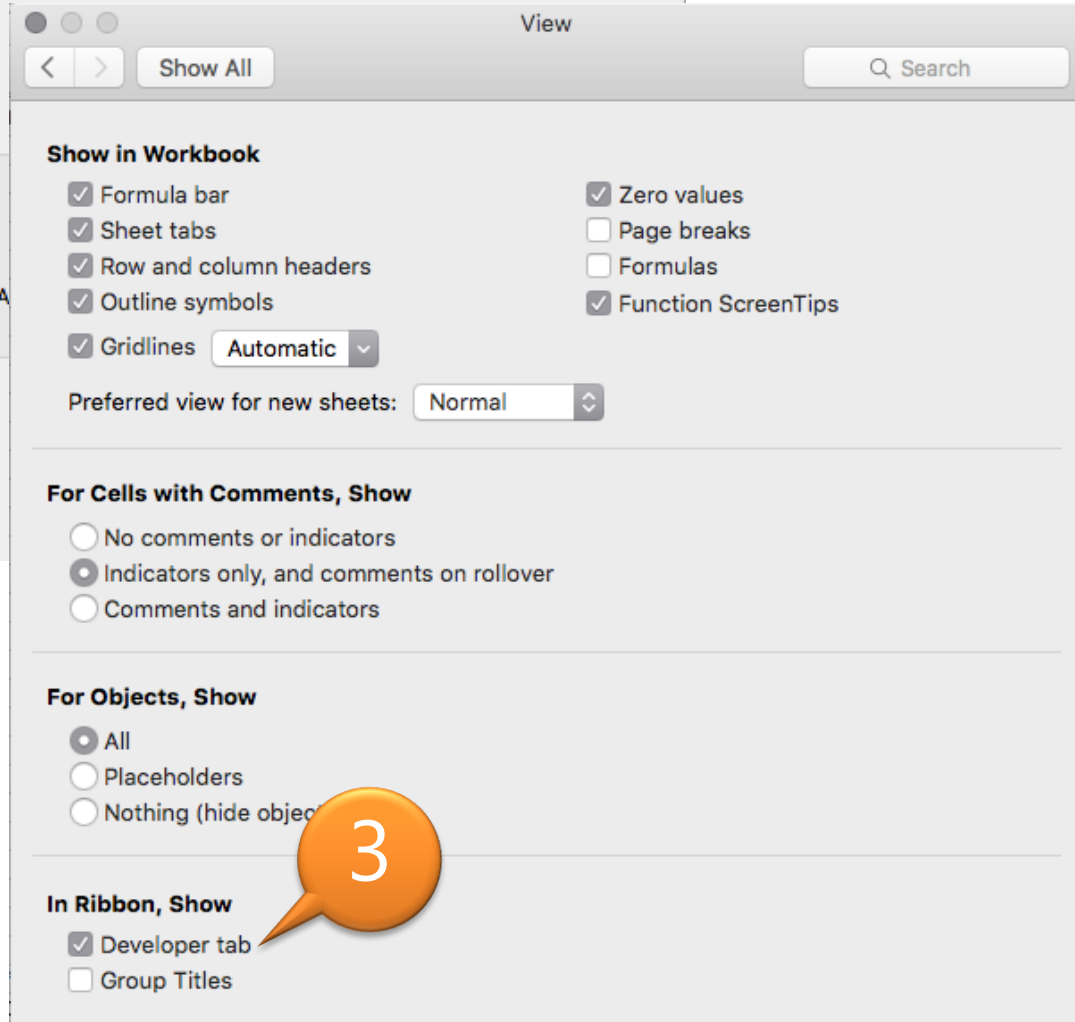 View
Show All
Search
Show in Workbook
Formula bar
Zero values
Sheet tabs
Page breaks
Row and column headers
Formulas
Outline symbols
Function ScreenTips
Gridlines Automatic
Preferred view for new sheets: Normal
For Cells with Comments, Show
No comments or indicators
Indicators only, and comments on rollover
Comments and indicators
For Objects, Show
All
Placeholders
Nothing (hide
3
In Ribbon, Show
Developer tab
Group Titles